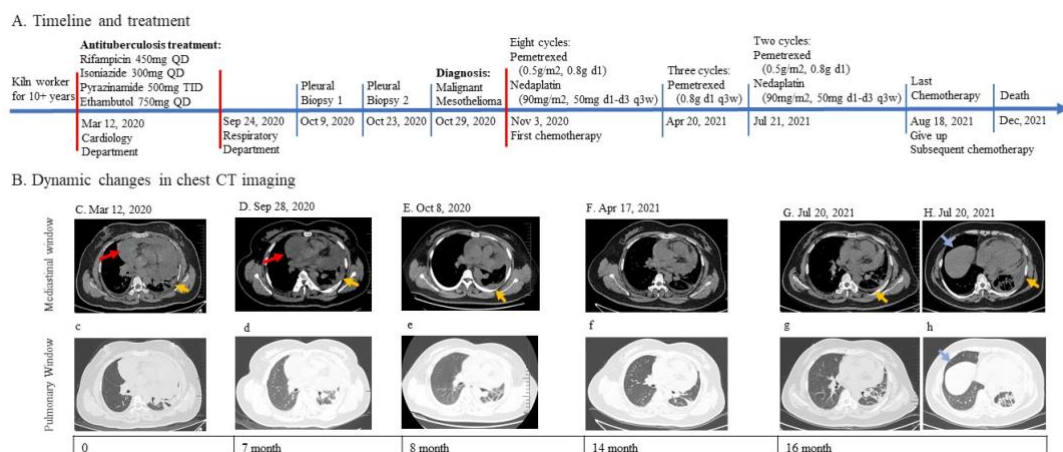 A. Timeline and treatment
Kiln worker
for 10+ years
Antituberculosis treatment:
Rifampicin 450mg QD
Isoniazide 300mg QD
Pyrazinamide 500mg TID
Ethambutol 750mg QD
Mar 12, 2020
Cardiology
Department
Sep 24, 2020
Respiratory
Department
Pleural
Biopsy 1
Oct 9, 2020
Pleural
Biopsy 2
Oct 23, 2020
Diagnosis:
Malignant
Mesothelioma
Oct 29, 2020
Eight cycles:
Pemetrexed
(0.5g/m2, 0.8g d1)
Nedaplatin
(90mg/m2, 50mg d1-d3 q3w)
Nov 3, 2020
First chemotherapy
Three cycles:
Pemetrexed
(0.8g d1 q3w)
Apr 20, 2021
Two cycles:
Pemetrexed
(0.5g/m2, 0.8g d1)
Nedaplatin
(90mg/m2, 50mg d1-d3 q3w)
Jul 21, 2021
Last
Chemotherapy
Aug 18, 2021
Give up
Subsequent chemotherapy
Death
Dec, 2021
B. Dynamic changes in chest CT imaging
Mediastinal window
C. Mar 12, 2020
D. Sep 28, 2020
E. Oct 8, 2020
F. Apr 17, 2021
G. Jul 20, 2021
H. Jul 20, 2021
Pulmonary Window
c
d
e
f
g
h
0
7 month
8 month
14 month
16 month